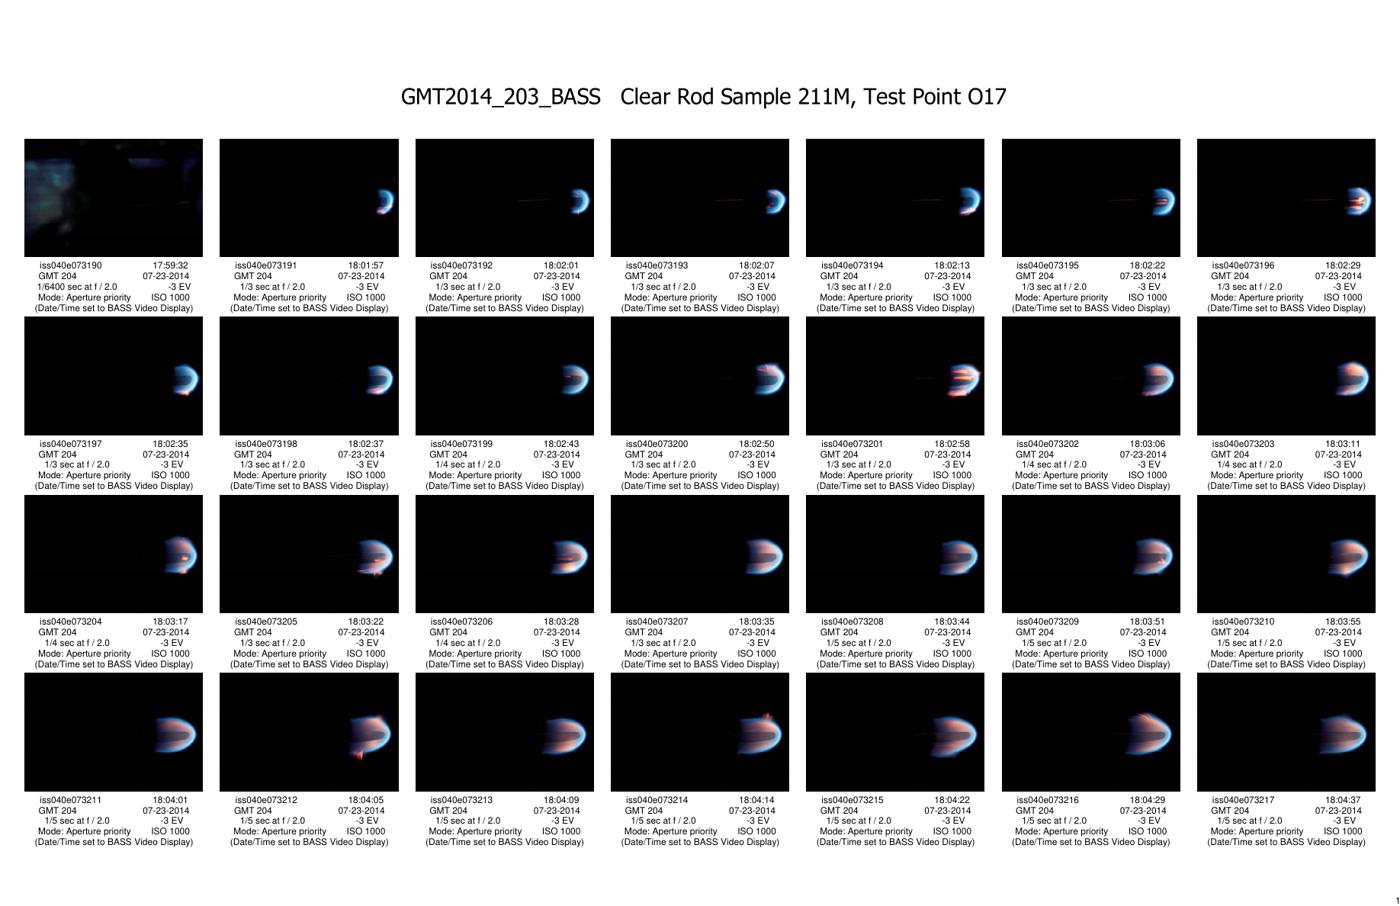 GMT2014_203_BASS   Clear Rod Sample 211M, Test Point O17
iss040e073190 17:59:32
GMT 204 07-23-2014
1/6400 sec at f / 2.0 -3 EV
Mode: Aperture priority ISO 1000
(Date/Time set to BASS Video Display)
iss040e073191 18:01:57
GMT 204 07-23-2014
1/3 sec at f / 2.0 -3 EV
Mode: Aperture priority ISO 1000
(Date/Time set to BASS Video Display)
iss040e073192 18:02:01
GMT 204 07-23-2014
1/3 sec at f / 2.0 -3 EV
Mode: Aperture priority ISO 1000
(Date/Time set to BASS Video Display)
iss040e073193 18:02:07
GMT 204 07-23-2014
1/3 sec at f / 2.0 -3 EV
Mode: Aperture priority ISO 1000
(Date/Time set to BASS Video Display)
iss040e073194 18:02:13
GMT 204 07-23-2014
1/3 sec at f / 2.0 -3 EV
Mode: Aperture priority ISO 1000
(Date/Time set to BASS Video Display)
iss040e073195 18:02:22
GMT 204 07-23-2014
1/3 sec at f / 2.0 -3 EV
Mode: Aperture priority ISO 1000
(Date/Time set to BASS Video Display)
iss040e073196 18:02:29
GMT 204 07-23-2014
1/3 sec at f / 2.0 -3 EV
Mode: Aperture priority ISO 1000
(Date/Time set to BASS Video Display)
iss040e073197 18:02:35
GMT 204 07-23-2014
1/3 sec at f / 2.0 -3 EV
Mode: Aperture priority ISO 1000
(Date/Time set to BASS Video Display)
iss040e073198 18:02:37
GMT 204 07-23-2014
1/3 sec at f / 2.0 -3 EV
Mode: Aperture priority ISO 1000
(Date/Time set to BASS Video Display)
iss040e073199 18:02:43
GMT 204 07-23-2014
1/4 sec at f / 2.0 -3 EV
Mode: Aperture priority ISO 1000
(Date/Time set to BASS Video Display)
iss040e073200 18:02:50
GMT 204 07-23-2014
1/3 sec at f / 2.0 -3 EV
Mode: Aperture priority ISO 1000
(Date/Time set to BASS Video Display)
iss040e073201 18:02:58
GMT 204 07-23-2014
1/3 sec at f / 2.0 -3 EV
Mode: Aperture priority ISO 1000
(Date/Time set to BASS Video Display)
iss040e073202 18:03:06
GMT 204 07-23-2014
1/4 sec at f / 2.0 -3 EV
Mode: Aperture priority ISO 1000
(Date/Time set to BASS Video Display)
iss040e073203 18:03:11
GMT 204 07-23-2014
1/4 sec at f / 2.0 -3 EV
Mode: Aperture priority ISO 1000
(Date/Time set to BASS Video Display)
iss040e073204 18:03:17
GMT 204 07-23-2014
1/4 sec at f / 2.0 -3 EV
Mode: Aperture priority ISO 1000
(Date/Time set to BASS Video Display)
iss040e073205 18:03:22
GMT 204 07-23-2014
1/3 sec at f / 2.0 -3 EV
Mode: Aperture priority ISO 1000
(Date/Time set to BASS Video Display)
iss040e073206 18:03:28
GMT 204 07-23-2014
1/4 sec at f / 2.0 -3 EV
Mode: Aperture priority ISO 1000
(Date/Time set to BASS Video Display)
iss040e073207 18:03:35
GMT 204 07-23-2014
1/3 sec at f / 2.0 -3 EV
Mode: Aperture priority ISO 1000
(Date/Time set to BASS Video Display)
iss040e073208 18:03:44
GMT 204 07-23-2014
1/5 sec at f / 2.0 -3 EV
Mode: Aperture priority ISO 1000
(Date/Time set to BASS Video Display)
iss040e073209 18:03:51
GMT 204 07-23-2014
1/5 sec at f / 2.0 -3 EV
Mode: Aperture priority ISO 1000
(Date/Time set to BASS Video Display)
iss040e073210 18:03:55
GMT 204 07-23-2014
1/5 sec at f / 2.0 -3 EV
Mode: Aperture priority ISO 1000
(Date/Time set to BASS Video Display)
iss040e073211 18:04:01
GMT 204 07-23-2014
1/5 sec at f / 2.0 -3 EV
Mode: Aperture priority ISO 1000
(Date/Time set to BASS Video Display)
iss040e073212 18:04:05
GMT 204 07-23-2014
1/5 sec at f / 2.0 -3 EV
Mode: Aperture priority ISO 1000
(Date/Time set to BASS Video Display)
iss040e073213 18:04:09
GMT 204 07-23-2014
1/5 sec at f / 2.0 -3 EV
Mode: Aperture priority ISO 1000
(Date/Time set to BASS Video Display)
iss040e073214 18:04:14
GMT 204 07-23-2014
1/5 sec at f / 2.0 -3 EV
Mode: Aperture priority ISO 1000
(Date/Time set to BASS Video Display)
iss040e073215 18:04:22
GMT 204 07-23-2014
1/5 sec at f / 2.0 -3 EV
Mode: Aperture priority ISO 1000
(Date/Time set to BASS Video Display)
iss040e073216 18:04:29
GMT 204 07-23-2014
1/5 sec at f / 2.0 -3 EV
Mode: Aperture priority ISO 1000
(Date/Time set to BASS Video Display)
iss040e073217 18:04:37
GMT 204 07-23-2014
1/5 sec at f / 2.0 -3 EV
Mode: Aperture priority ISO 1000
(Date/Time set to BASS Video Display)